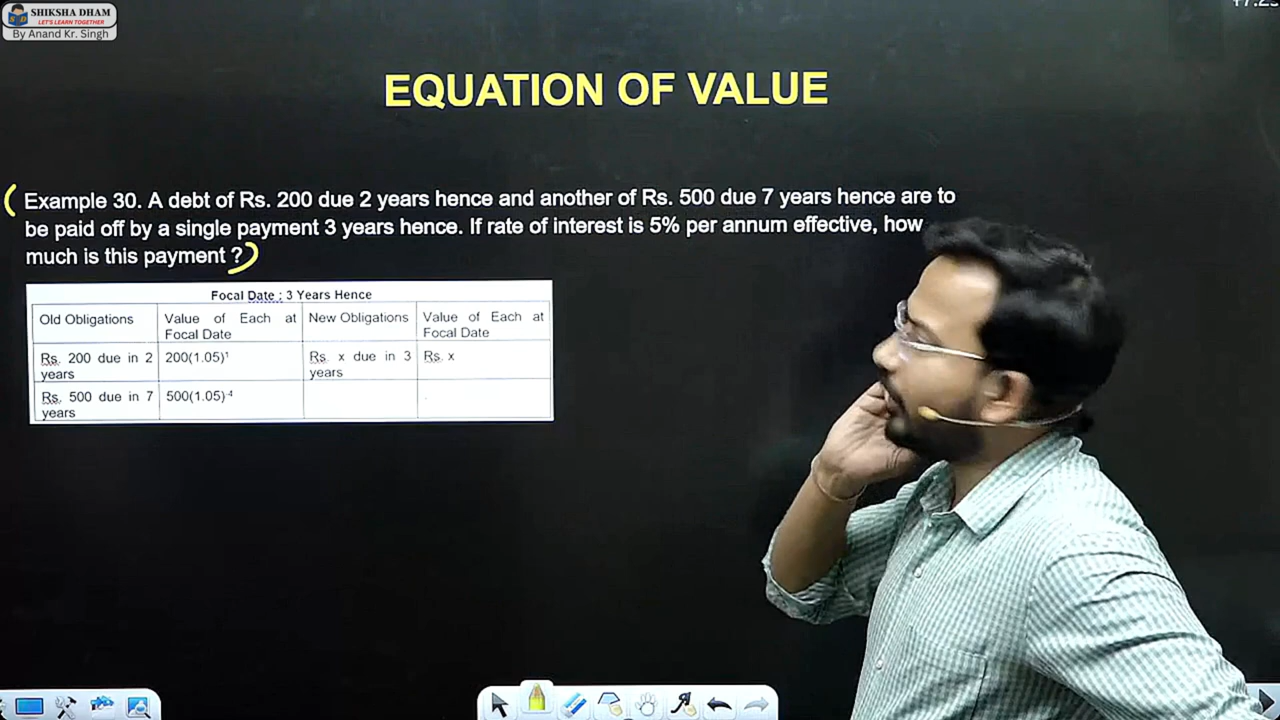 SHIKSHA DHAM
LET'S LEARN TOGETHER
By Anand Kr. Singh
EQUATION OF VALUE
Example 30. A debt of Rs. 200 due 2 years hence and another of Rs. 500 due 7 years hence are to
be paid off by a single payment 3 years hence. If rate of interest is 5% per annum effective, how
much is this payment ?
Focal Date : 3 Years Hence
Old Obligations
Value of Each at
Focal Date
New Obligations
Value of Each at
Focal Date
Rs. 200 due in 2
years
200(1.05)¹
Rs. x due in 3
years
Rs. x
Rs. 500 due in 7
years
500(1.05)⁻⁴